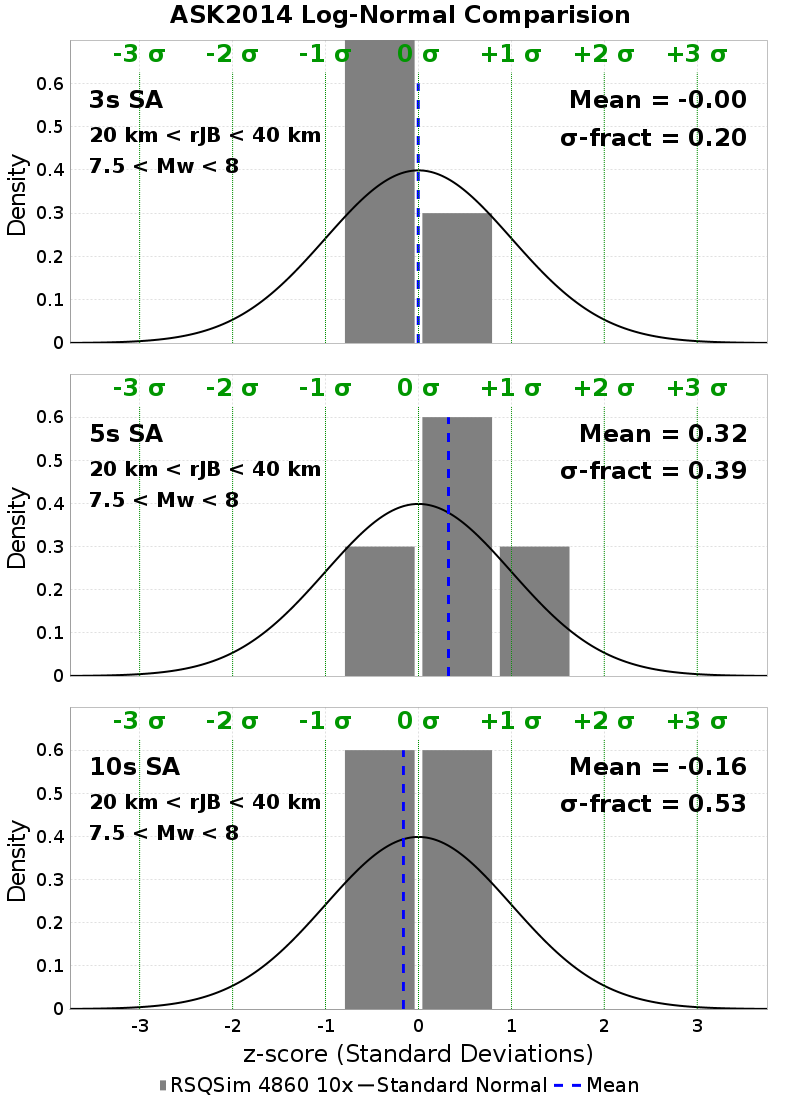 ASK2014 Log-Normal Comparision
-3 σ -2 σ -1 σ 0 σ +1 σ +2 σ +3 σ
3s SA
Mean = -0.00
20 km < rJB < 40 km
σ-fract = 0.20
7.5 < Mw < 8
Density
0.6
0.5
0.4
0.3
0.2
0.1
0
-3 σ -2 σ -1 σ 0 σ +1 σ +2 σ +3 σ
5s SA
Mean = 0.32
20 km < rJB < 40 km
σ-fract = 0.39
7.5 < Mw < 8
Density
0.6
0.5
0.4
0.3
0.2
0.1
0
-3 σ -2 σ -1 σ 0 σ +1 σ +2 σ +3 σ
10s SA
Mean = -0.16
20 km < rJB < 40 km
σ-fract = 0.53
7.5 < Mw < 8
Density
0.6
0.5
0.4
0.3
0.2
0.1
0
-3 -2 -1 0 1 2 3
z-score (Standard Deviations)
RSQSim 4860 10x Standard Normal Mean